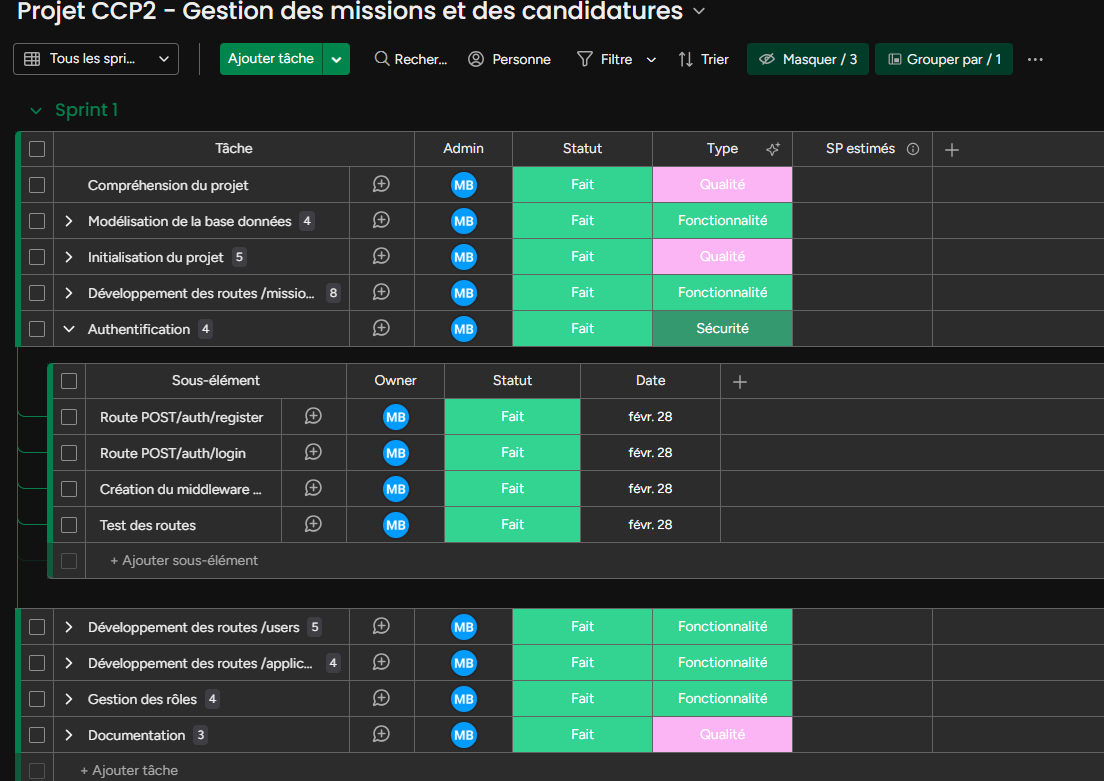 Projet CCP2 - Gestion des missions et des candidatures
Tous les spri... Ajouter tâche Recher... Personne Filtre Trier Masquer / 3 Grouper par / 1
Sprint 1
Tâche Admin Statut Type SP estimés
Compréhension du projet MB Fait Qualité
Modélisation de la base données 4 MB Fait Fonctionnalité
Initialisation du projet 5 MB Fait Qualité
Développement des routes /missio... 8 MB Fait Fonctionnalité
Authentification 4 MB Fait Sécurité
Sous-élément Owner Statut Date
Route POST/auth/register MB Fait févr. 28
Route POST/auth/login MB Fait févr. 28
Création du middleware ... MB Fait févr. 28
Test des routes MB Fait févr. 28
+ Ajouter sous-élément
Développement des routes /users 5 MB Fait Fonctionnalité
Développement des routes /applic... 4 MB Fait Fonctionnalité
Gestion des rôles 4 MB Fait Fonctionnalité
Documentation 3 MB Fait Qualité
+ Ajouter tâche